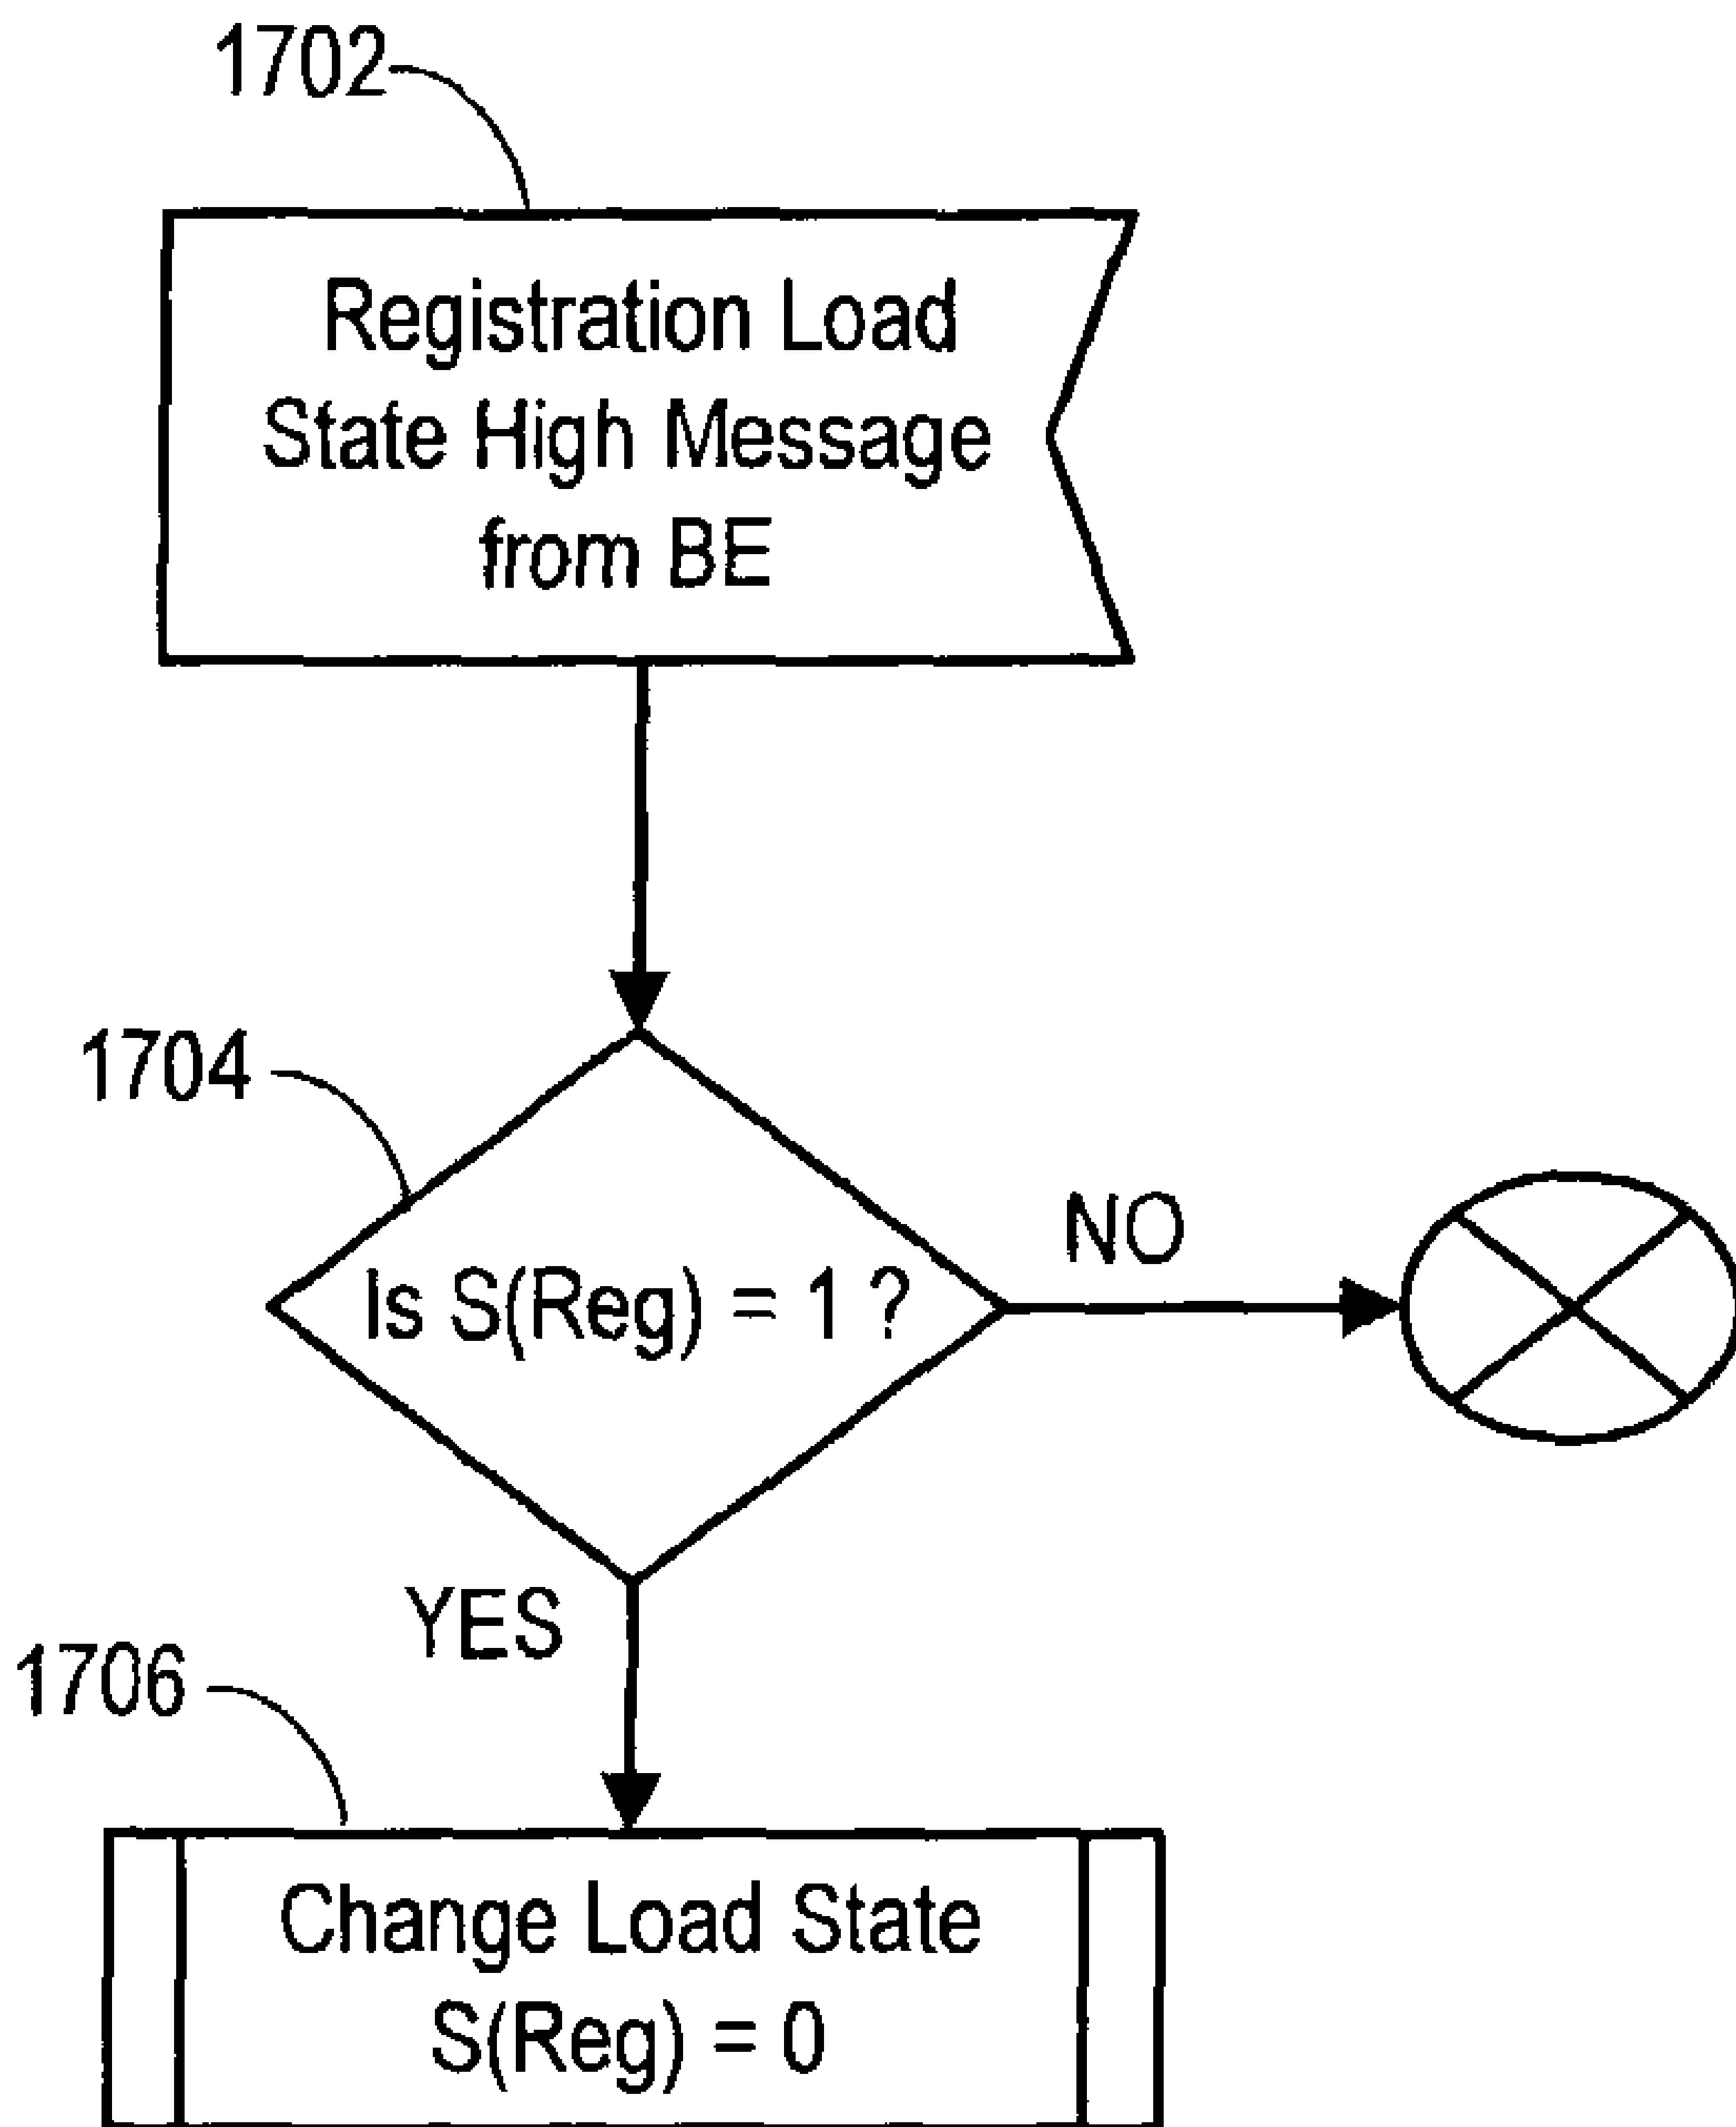 1702
Registration Load
State High Message
from BE
1704
Is S(Reg) = 1 ?
NO
YES
1706
Change Load State
S(Reg) = 0